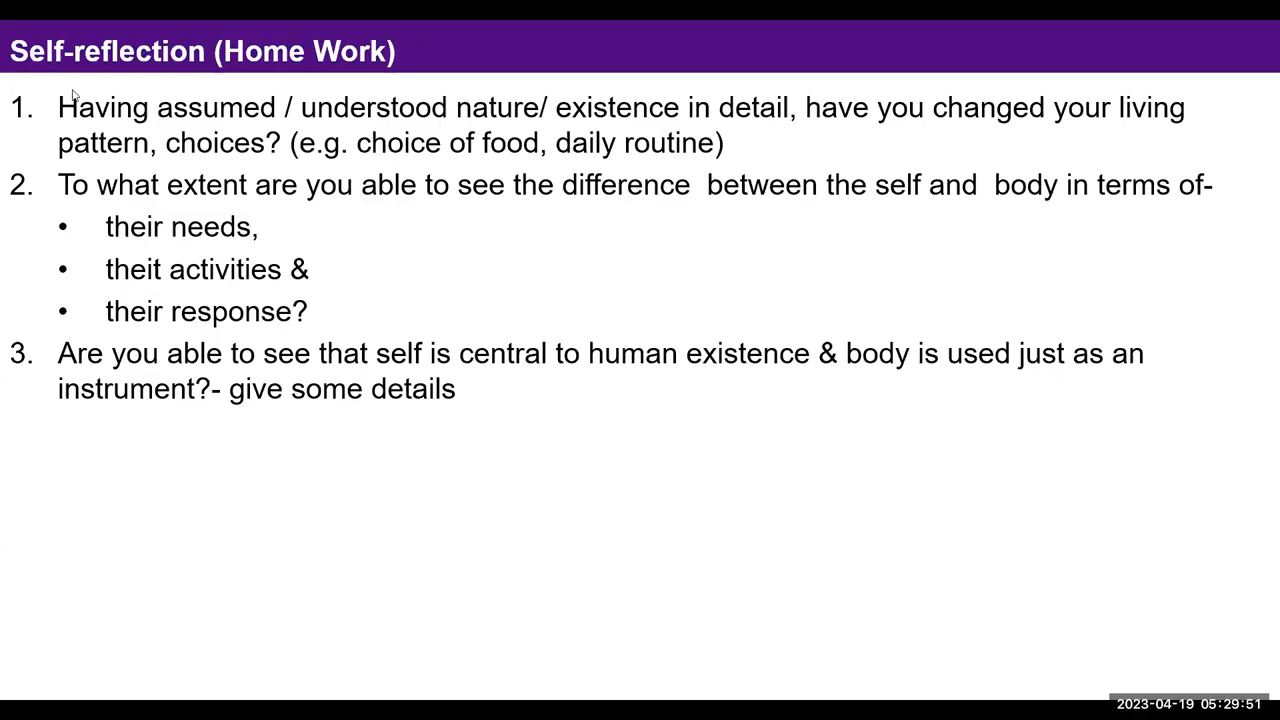 Self-reflection (Home Work)
1. Having assumed / understood nature/ existence in detail, have you changed your living
pattern, choices? (e.g. choice of food, daily routine)
2. To what extent are you able to see the difference  between the self and  body in terms of-
• their needs,
• theit activities &
• their response?
3. Are you able to see that self is central to human existence & body is used just as an
instrument?- give some details
2023-04-19 05:29:51